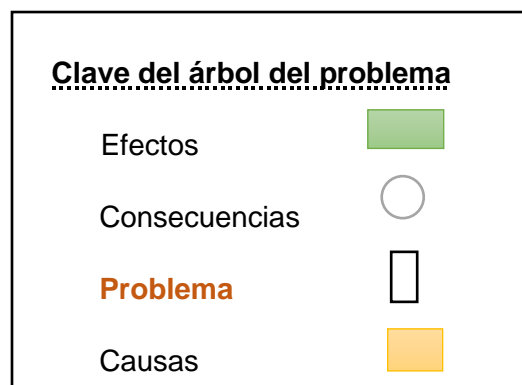 Clave del árbol del problema
Efectos
Consecuencias
Problema
Causas